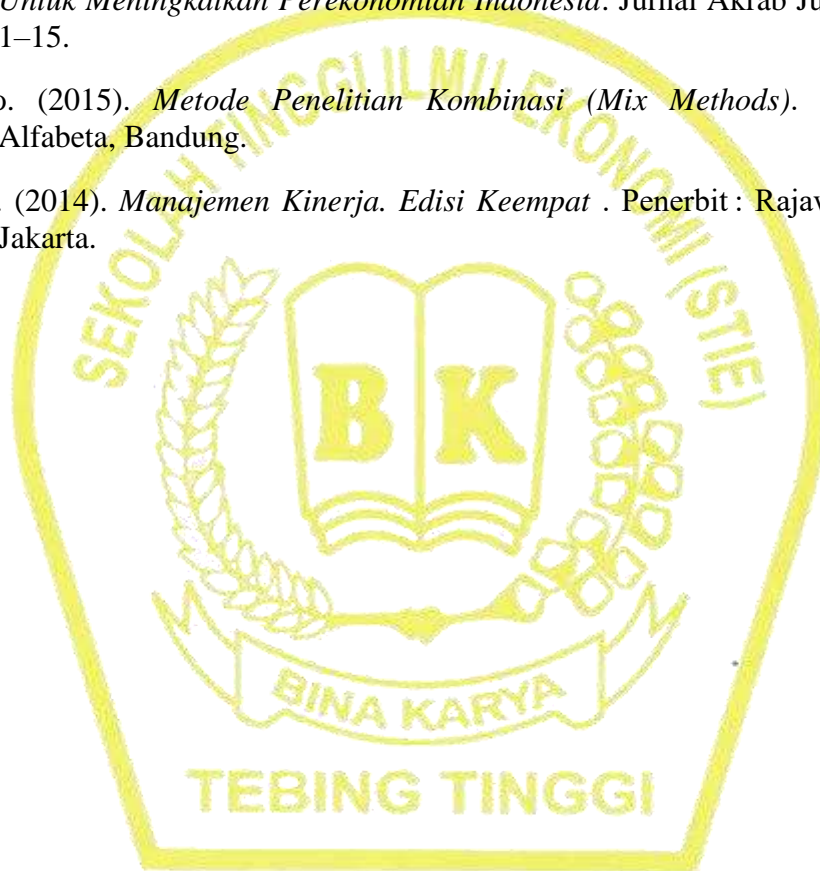 Untuk Meningkatkan Perekonomian Indonesia. Jurnal Akrab Ju
1–15.
o. (2015). Metode Penelitian Kombinasi (Mix Methods).
Alfabeta, Bandung.
. (2014). Manajemen Kinerja. Edisi Keempat . Penerbit : Rajaw
Jakarta.
SEKOLAH TINGGI ILMU EKONOMI (STIE)
B K
BINA KARYA
TEBING TINGGI